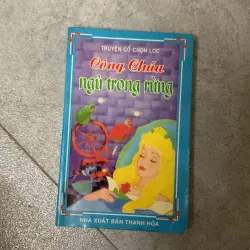 TRUYỆN CỔ CHỌN LỌC
Công Chúa
ngủ trong rừng
NHÀ XUẤT BẢN THANH HÓA